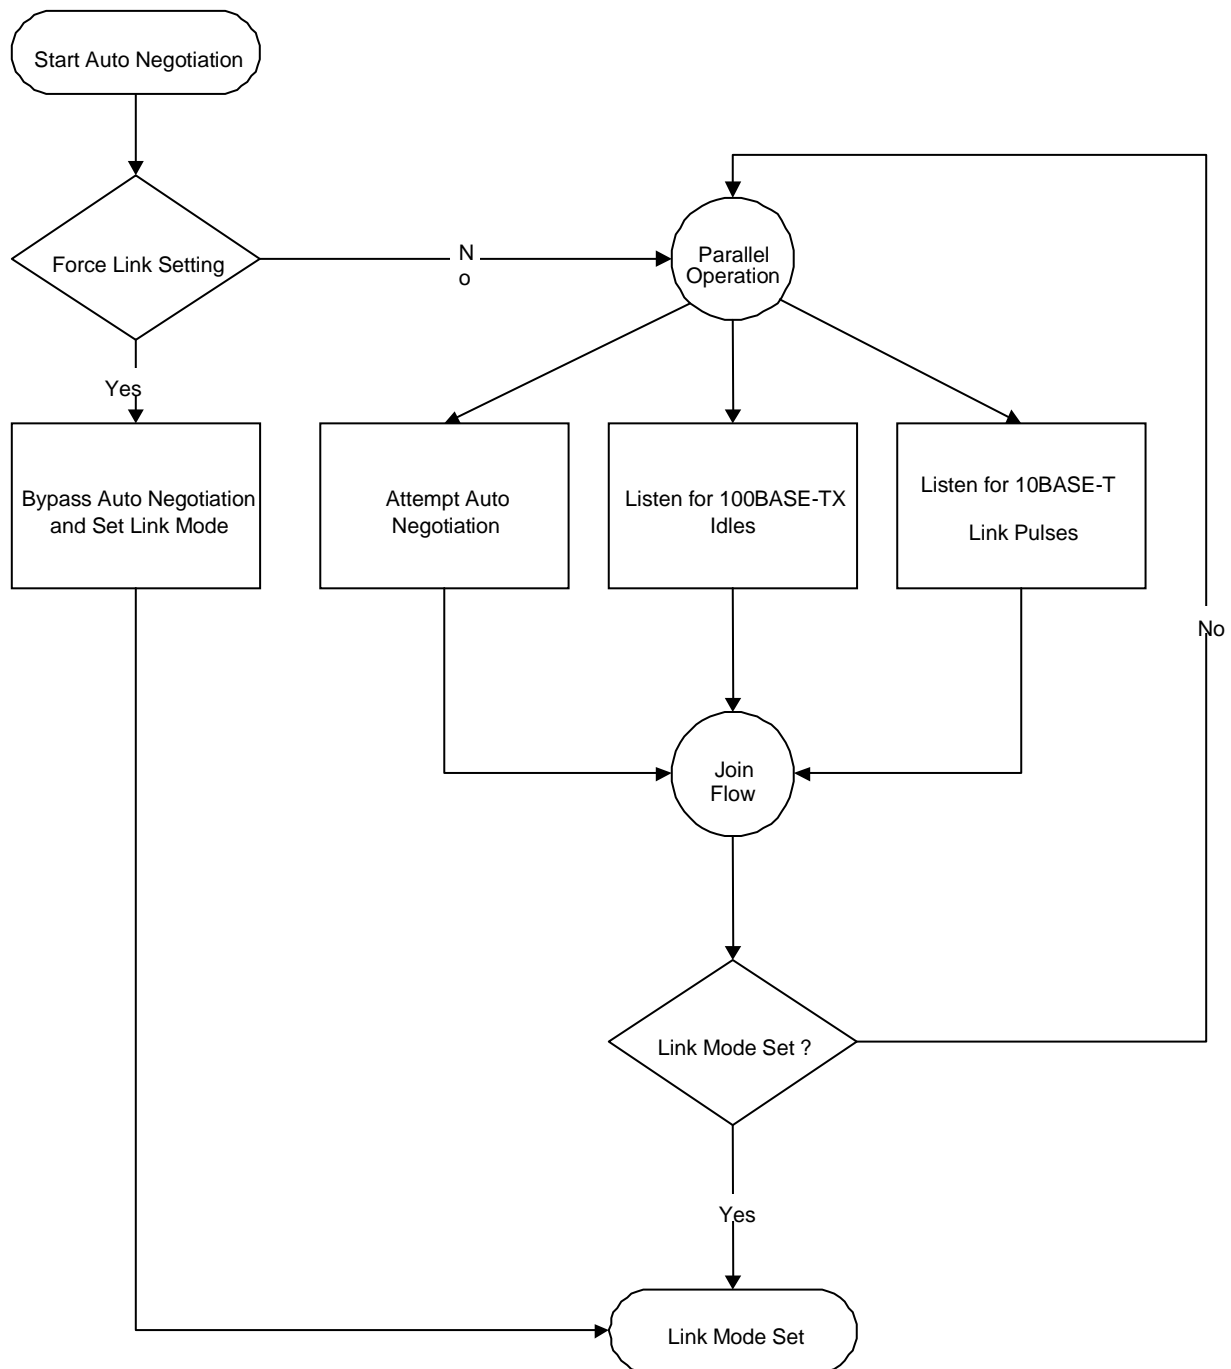 Start Auto Negotiation
Force Link Setting
N
o
Parallel
Operation
Yes
Bypass Auto Negotiation
and Set Link Mode
Attempt Auto
Negotiation
Listen for 100BASE-TX
Idles
Listen for 10BASE-T
Link Pulses
No
Join
Flow
Link Mode Set ?
Yes
Link Mode Set